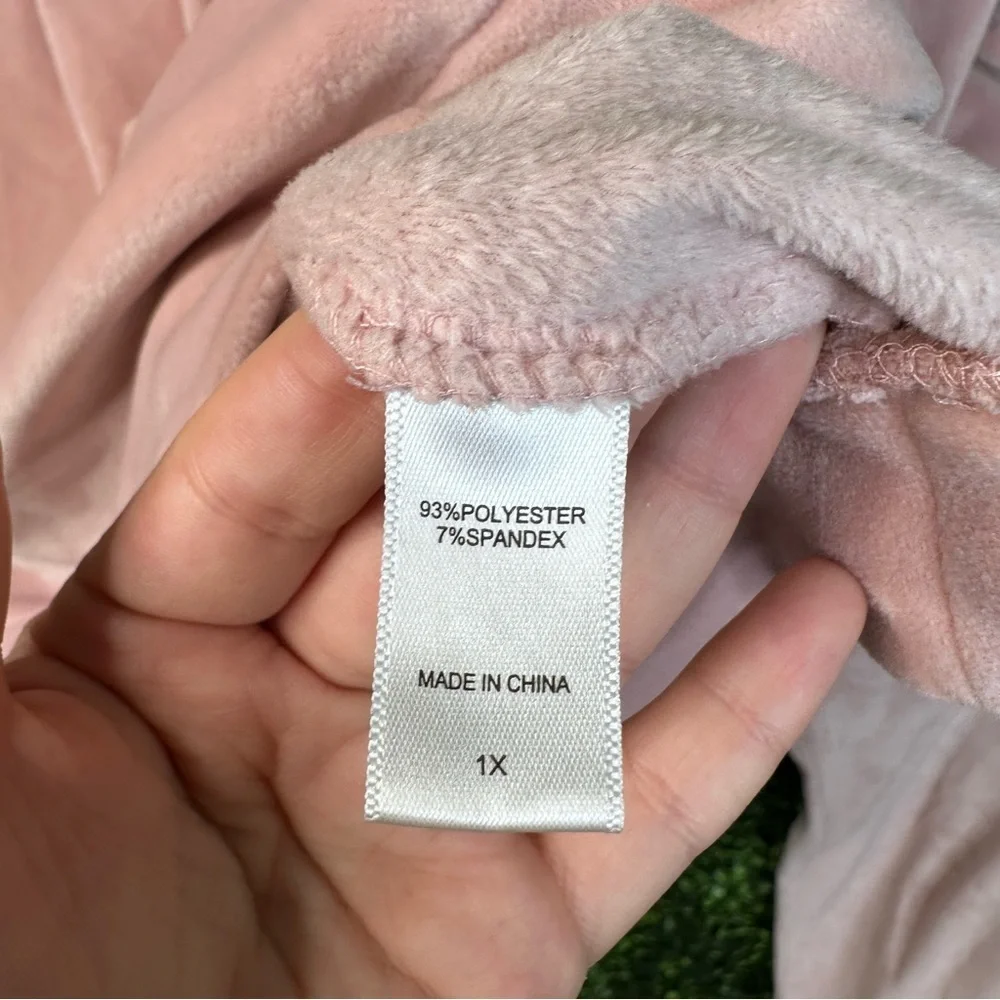 93%POLYESTER
7%SPANDEX
MADE IN CHINA
1X